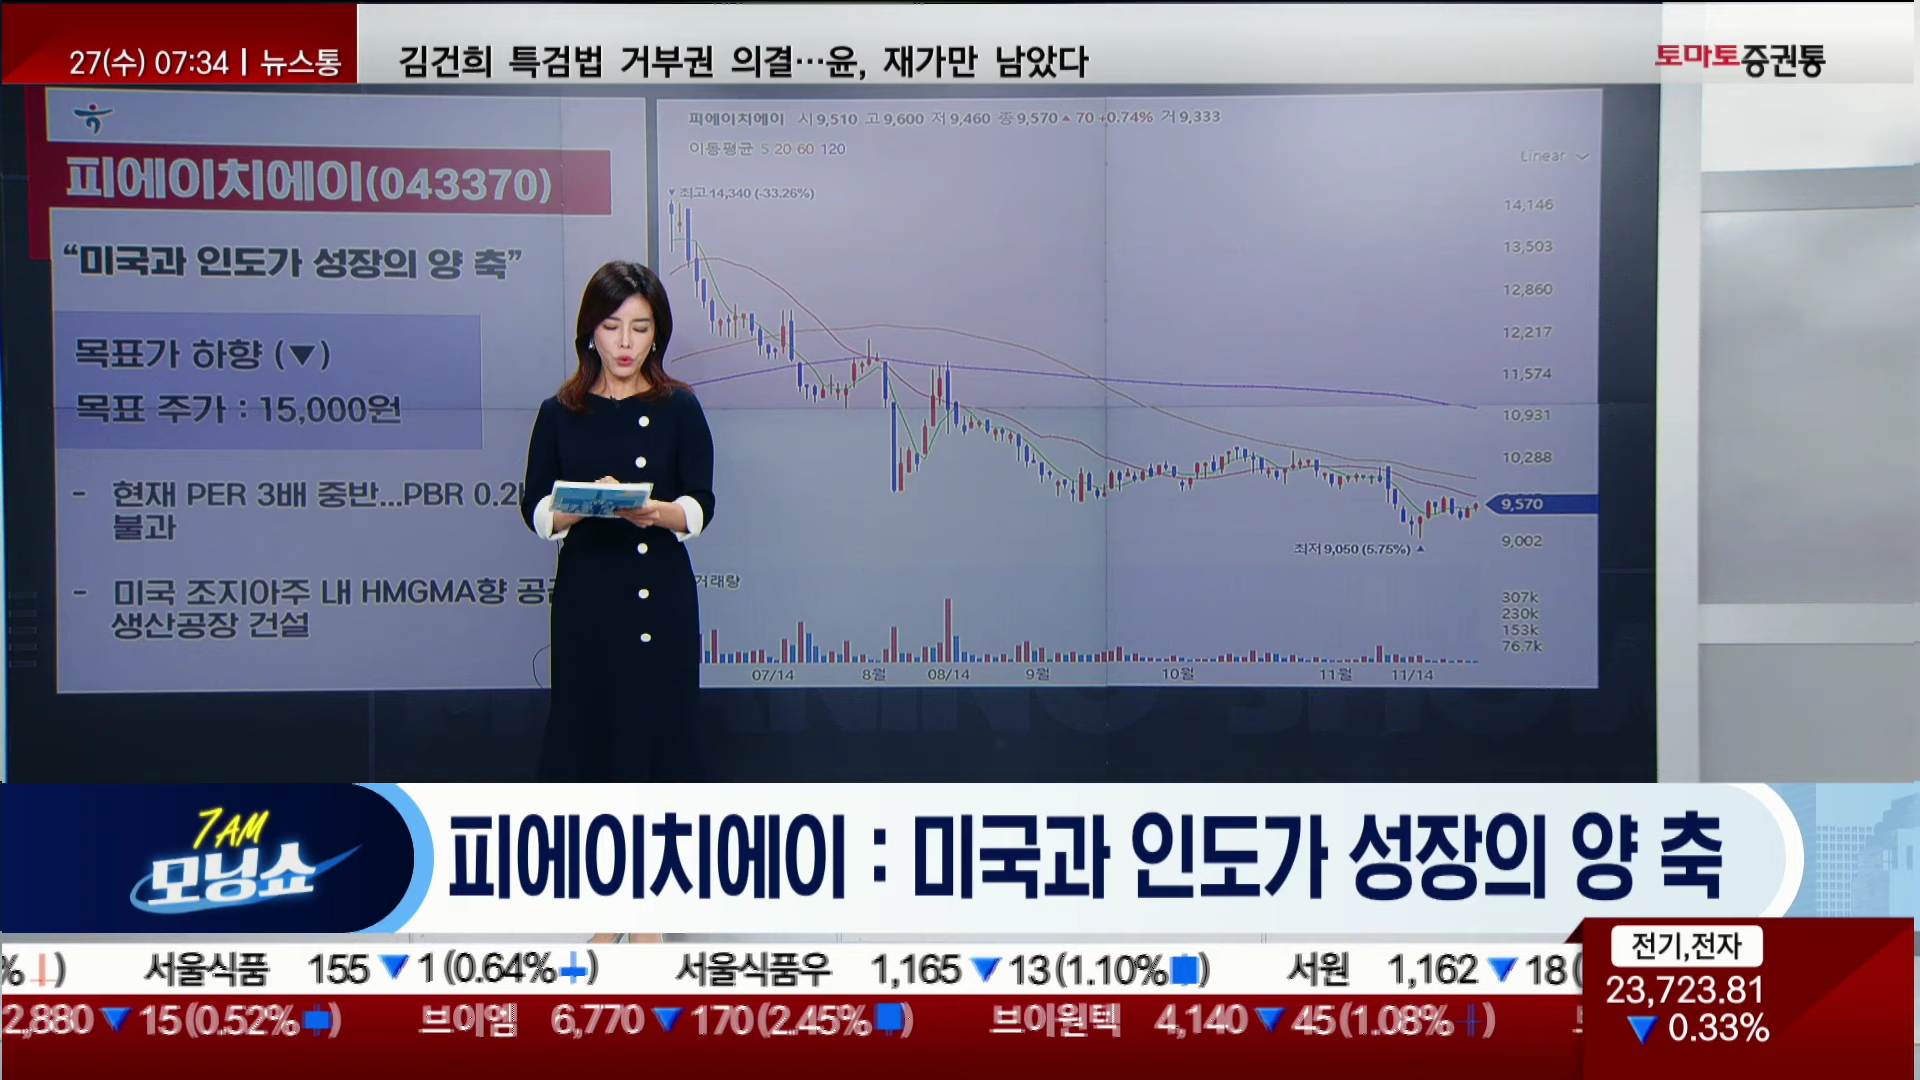 27(수) 07:34 | 뉴스통
김건희 특검법 거부권 의결…윤, 재가만 남았다
토마토증권통
피에이치에이(043370)
“미국과 인도가 성장의 양 축”
목표가 하향 (▼)
목표 주가 : 15,000원
- 현재 PER 3배 중반...PBR 0.2
불과
- 미국 조지아주 내 HMGMA향
생산공장 건설
피에이치에이 시9,510 고9,600 저9,460 종9,570 ▲ 70 +0.74% 거9,333
이동평균 5 20 60 120
Linear
▼최고 14,340 (-33.26%)
14,146
13,503
12,860
12,217
11,574
10,931
10,288
9,570
9,002
최저 9,050 (5.75%) ▲
거래량
307k
230k
153k
76.7k
07/14 8월 08/14 9월 10월 11월 11/14
7AM
모닝쇼
피에이치에이 : 미국과 인도가 성장의 양 축
서울식품 155 ▼ 1 (0.64%) 서울식품우 1,165 ▼ 13 (1.10%) 서원 1,162 ▼ 18
2,880 ▼ 15 (0.52%) 브이엠 6,770 ▼ 170 (2.45%) 브이원텍 4,140 ▼ 45 (1.08%)
전기,전자
23,723.81
▼ 0.33%